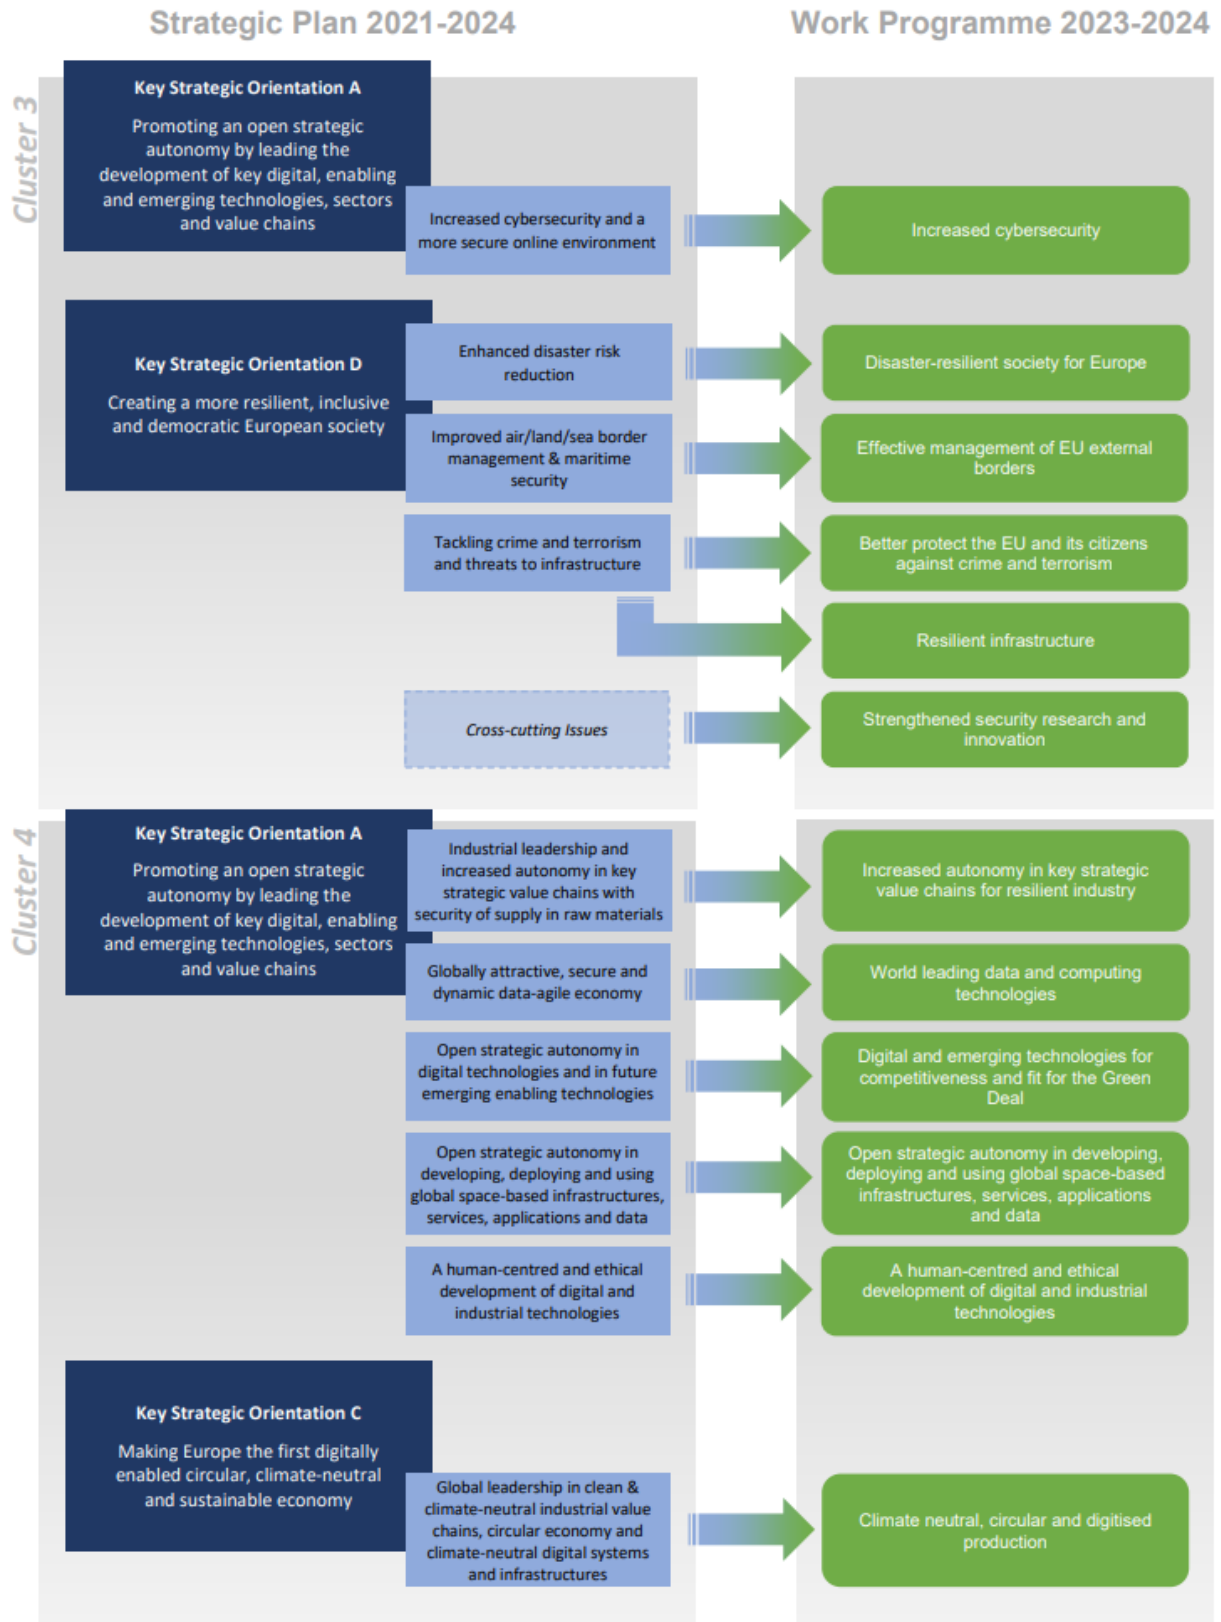 Strategic Plan 2021-2024
Work Programme 2023-2024
Cluster 3
Key Strategic Orientation A
Promoting an open strategic
autonomy by leading the
development of key digital, enabling
and emerging technologies, sectors
and value chains
Increased cybersecurity and a
more secure online environment
Increased cybersecurity
Key Strategic Orientation D
Creating a more resilient, inclusive
and democratic European society
Enhanced disaster risk
reduction
Disaster-resilient society for Europe
Improved air/land/sea border
management & maritime
security
Effective management of EU external
borders
Tackling crime and terrorism
and threats to infrastructure
Better protect the EU and its citizens
against crime and terrorism
Resilient infrastructure
Cross-cutting Issues
Strengthened security research and
innovation
Cluster 4
Key Strategic Orientation A
Promoting an open strategic
autonomy by leading the
development of key digital, enabling
and emerging technologies, sectors
and value chains
Industrial leadership and
increased autonomy in key
strategic value chains with
security of supply in raw materials
Increased autonomy in key strategic
value chains for resilient industry
Globally attractive, secure and
dynamic data-agile economy
World leading data and computing
technologies
Open strategic autonomy in
digital technologies and in future
emerging enabling technologies
Digital and emerging technologies for
competitiveness and fit for the Green
Deal
Open strategic autonomy in
developing, deploying and using
global space-based infrastructures,
services, applications and data
Open strategic autonomy in developing,
deploying and using global space-based
infrastructures, services, applications
and data
A human-centred and ethical
development of digital and
industrial technologies
A human-centred and ethical
development of digital and industrial
technologies
Key Strategic Orientation C
Making Europe the first digitally
enabled circular, climate-neutral
and sustainable economy
Global leadership in clean &
climate-neutral industrial value
chains, circular economy and
climate-neutral digital systems
and infrastructures
Climate neutral, circular and digitised
production